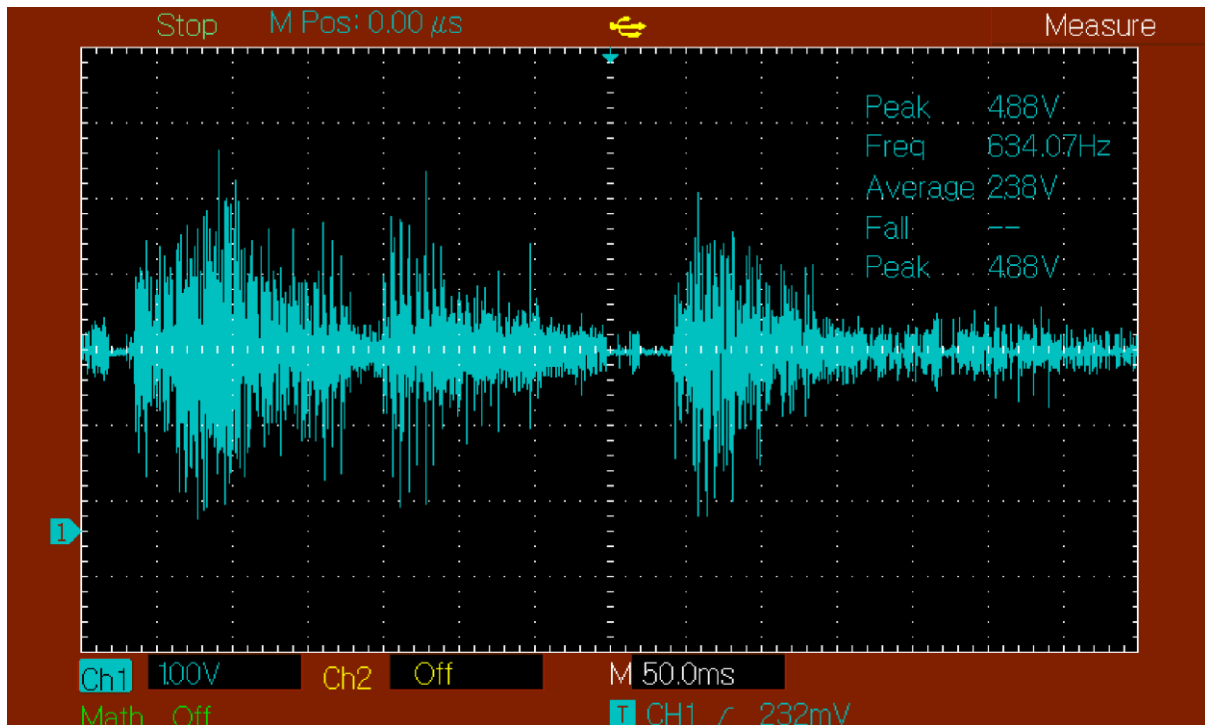 Stop M Pos: 0.00 μs Measure
Peak 4.88V
Freq 634.07Hz
Average 2.38V
Fall --
Peak 4.88V
1
Ch1 1.00V Ch2 Off M 50.0ms
Math Off T CH1 / 232mV